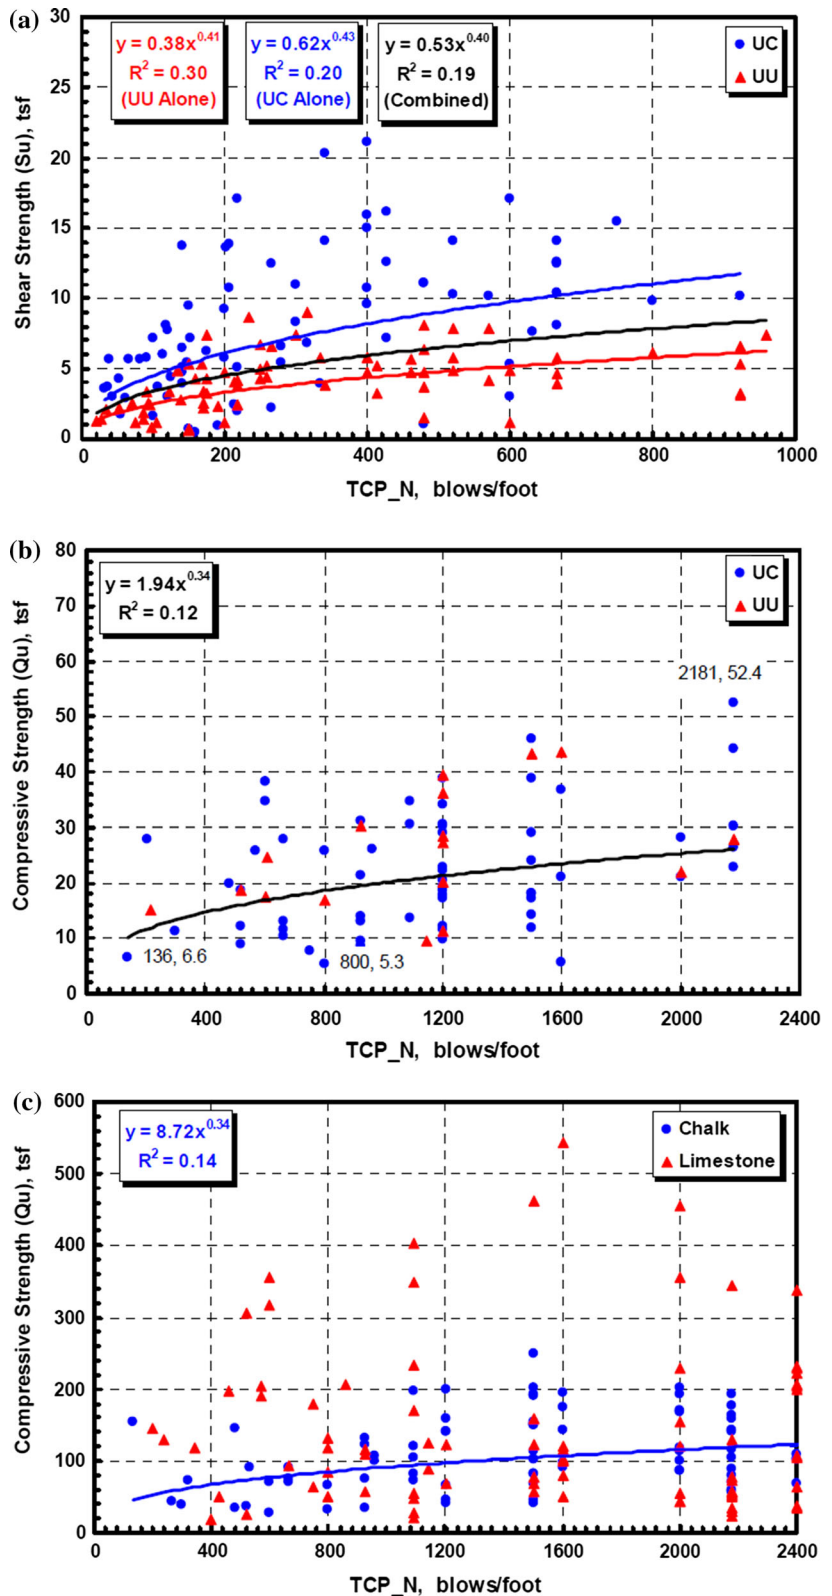 (a)
30
25
20
15
10
5
0
Shear Strength (Su), tsf
y = 0.38x^0.41
R² = 0.30
(UU Alone)
y = 0.62x^0.43
R² = 0.20
(UC Alone)
y = 0.53x^0.40
R² = 0.19
(Combined)
UC
UU
0 200 400 600 800 1000
TCP_N, blows/foot
(b)
80
70
60
50
40
30
20
10
0
Compressive Strength (Qu), tsf
y = 1.94x^0.34
R² = 0.12
UC
UU
2181, 52.4
136, 6.6
800, 5.3
0 400 800 1200 1600 2000 2400
TCP_N, blows/foot
(c)
600
500
400
300
200
100
0
Compressive Strength (Qu), tsf
y = 8.72x^0.34
R² = 0.14
Chalk
Limestone
0 400 800 1200 1600 2000 2400
TCP_N, blows/foot